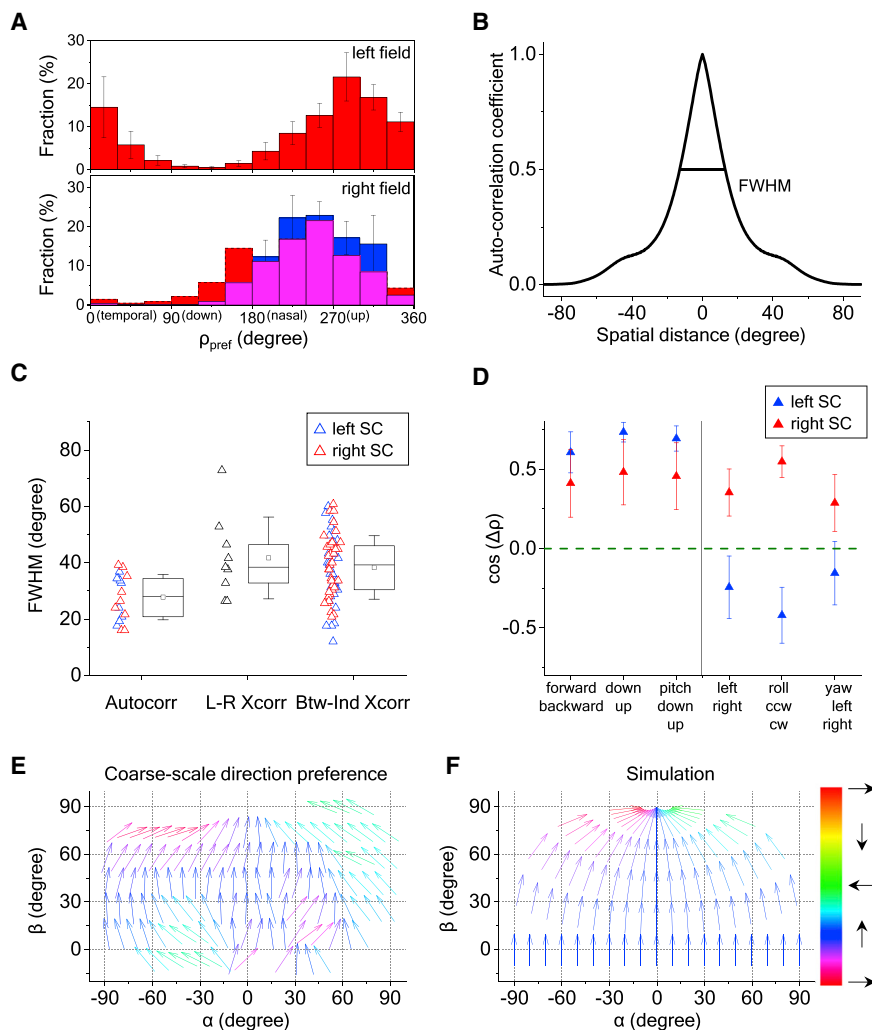 A
30
20
10
0
Fraction (%)
left field
30
20
10
0
Fraction (%)
right field
0 (temporal) 90 (down) 180 (nasal) 270 (up) 360
ρpref (degree)
B
1.0
0.5
0.0
Auto-correlation coefficient
FWHM
-80 -40 0 40 80
Spatial distance (degree)
C
left SC
right SC
90
60
30
0
FWHM (degree)
Autocorr L-R Xcorr Btw-Ind Xcorr
D
left SC
right SC
0.5
0.0
-0.5
cos (Δρ)
forward down pitch left roll yaw
backward up down right ccw left
up cw right
E
Coarse-scale direction preference
90
60
30
0
β (degree)
-90 -60 -30 0 30 60 90
α (degree)
F
Simulation
90
60
30
0
β (degree)
-90 -60 -30 0 30 60 90
α (degree)